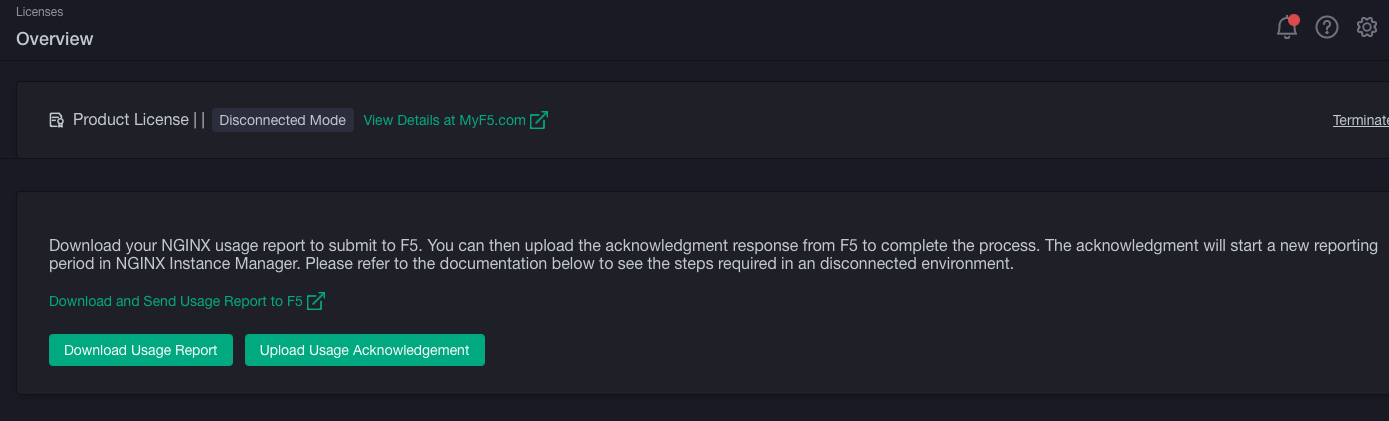 Licenses
Overview
Product License | | Disconnected Mode View Details at MyF5.com Terminate
Download your NGINX usage report to submit to F5. You can then upload the acknowledgment response from F5 to complete the process. The acknowledgment will start a new reporting
period in NGINX Instance Manager. Please refer to the documentation below to see the steps required in an disconnected environment.
Download and Send Usage Report to F5
Download Usage Report Upload Usage Acknowledgement